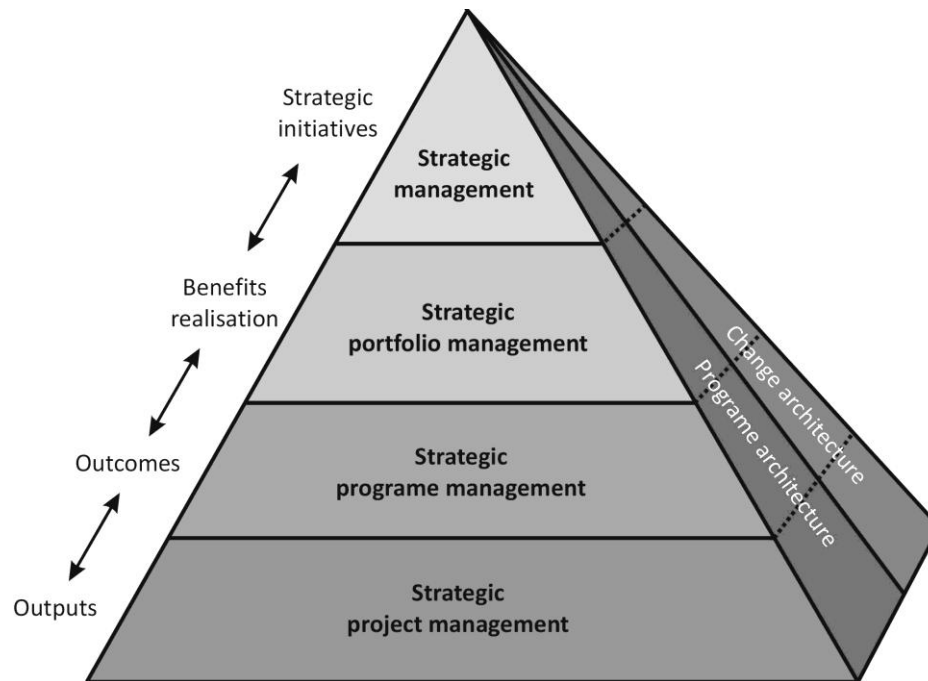 Strategic
initiatives
Strategic
management
Benefits
realisation
Strategic
portfolio management
Change architecture
Programe architecture
Outcomes
Strategic
programe management
Outputs
Strategic
project management